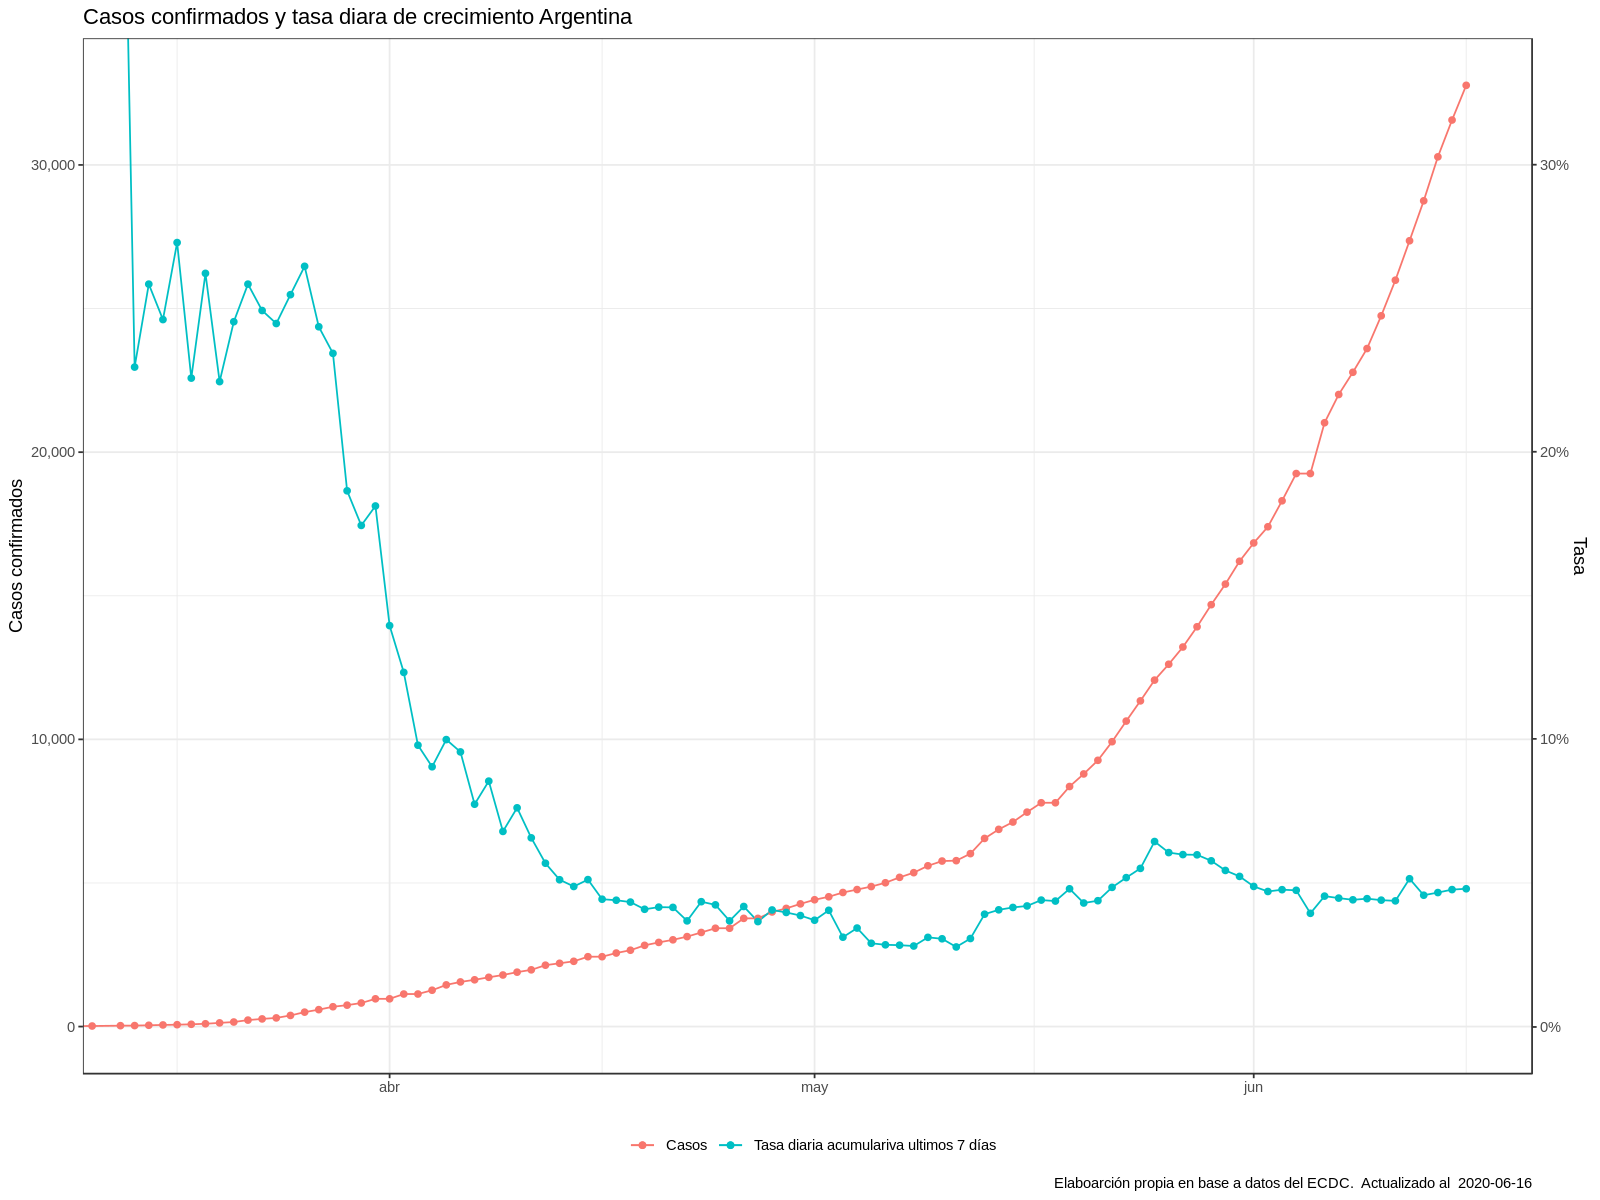 Casos confirmados y tasa diara de crecimiento Argentina
Casos confirmados
30,000
20,000
10,000
0
30%
20%
10%
0%
Tasa
abr
may
jun
Casos
Tasa diaria acumulariva ultimos 7 días
Elaboarción propia en base a datos del ECDC.  Actualizado al  2020-06-16